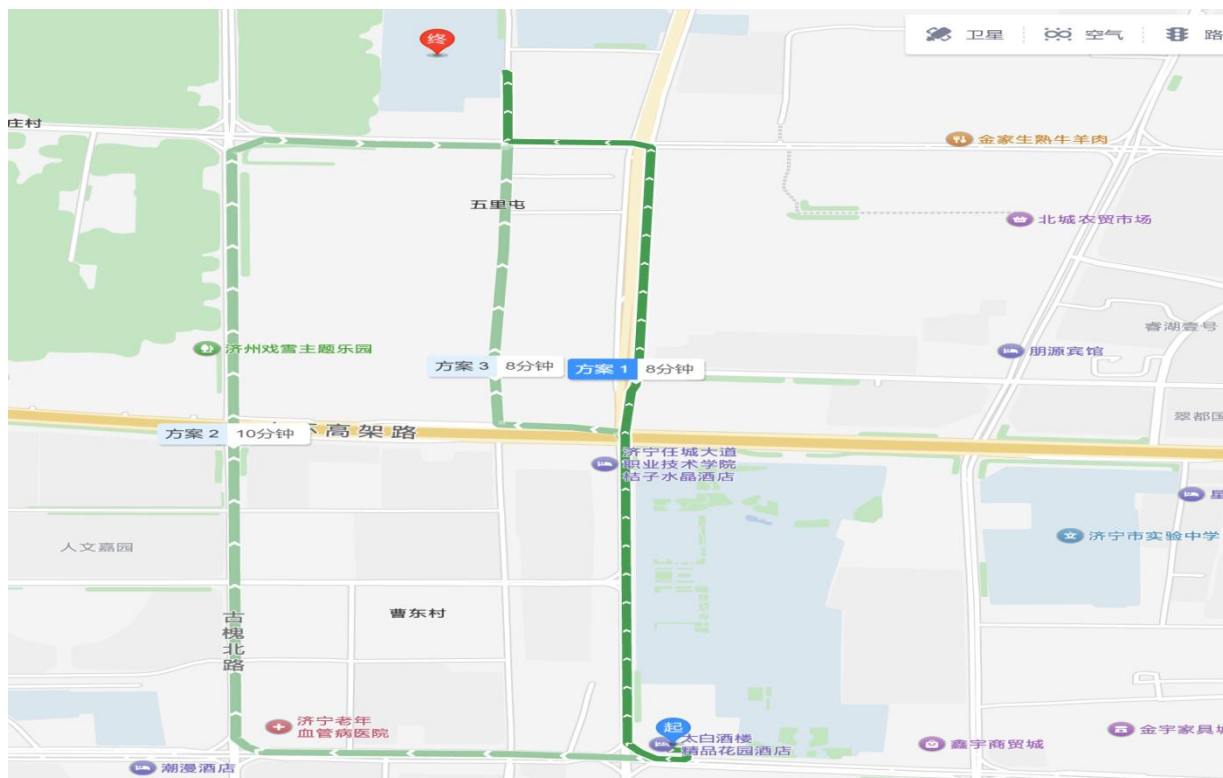 终
卫星
空气
路
庄村
金家生熟牛羊肉
五里屯
北城农贸市场
睿湖壹号
济州戏雪主题乐园
朋源宾馆
方案 3 8分钟
方案 1 8分钟
翠都国
方案 2 10分钟
高架路
济宁任城大道
职业技术学院
桔子水晶酒店
星
人文嘉园
济宁市实验中学
曹东村
古槐北路
济宁老年
血管病医院
起
太白酒楼
精品花园酒店
鑫宇商贸城
金宇家具城
潮漫酒店